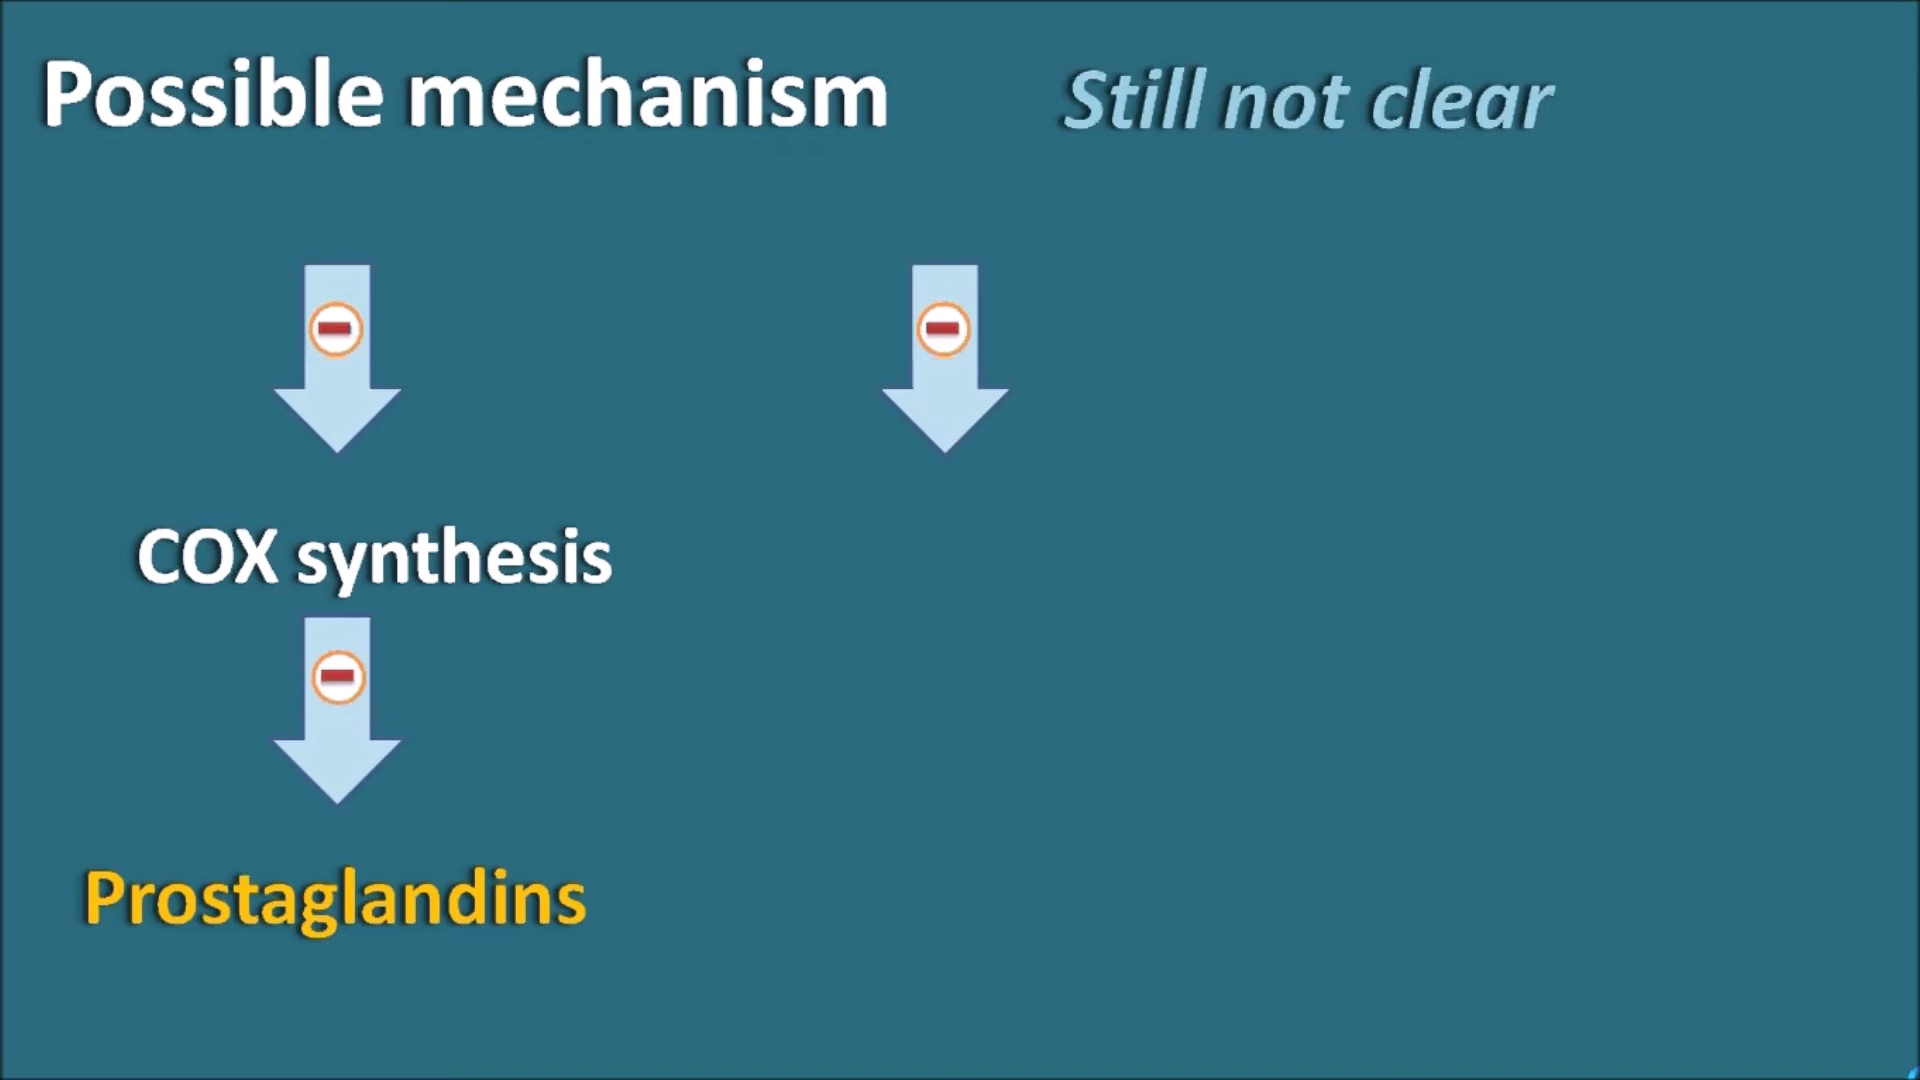 Possible mechanism
Still not clear
COX synthesis
Prostaglandins